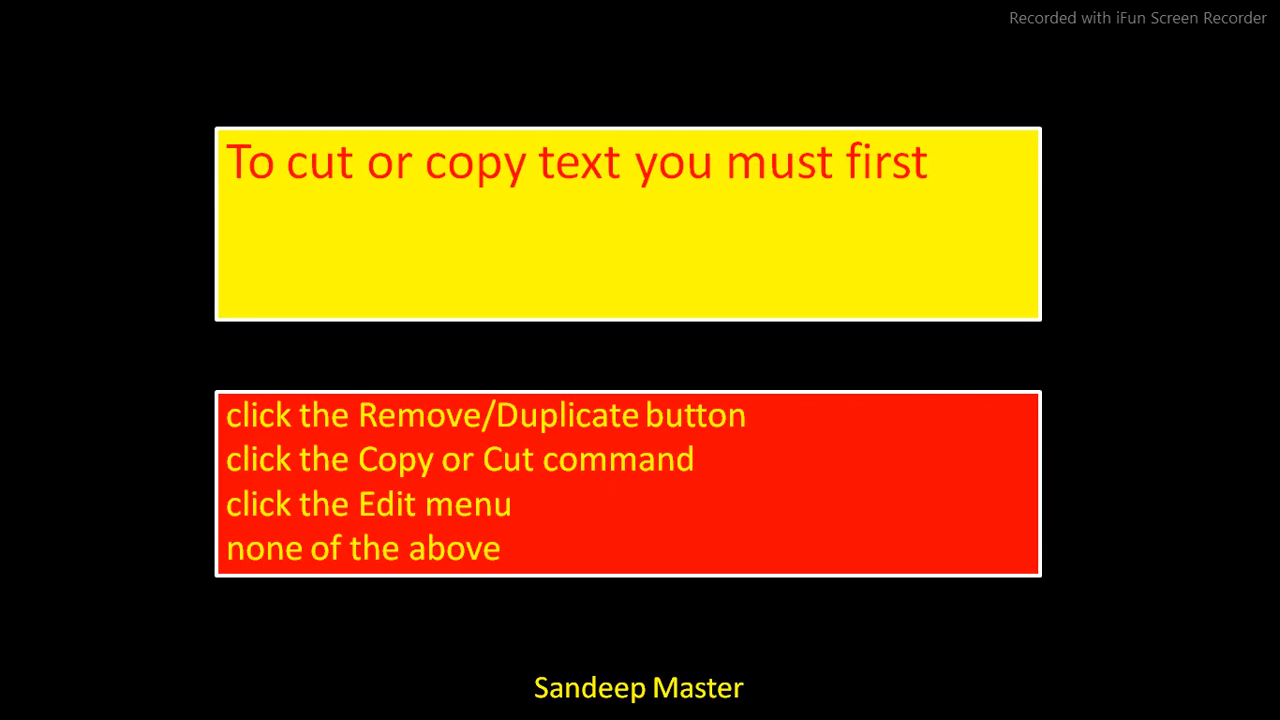 Recorded with iFun Screen Recorder
To cut or copy text you must first
click the Remove/Duplicate button
click the Copy or Cut command
click the Edit menu
none of the above
Sandeep Master